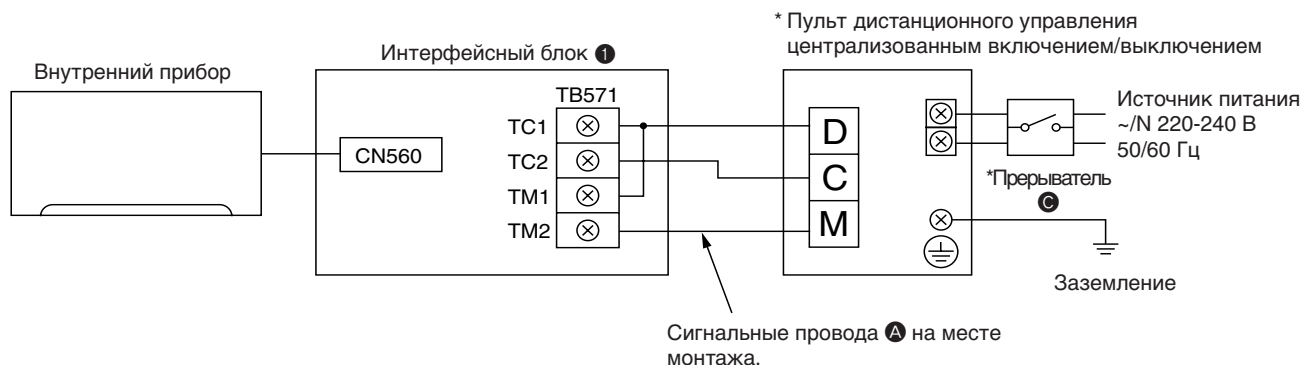 * Пульт дистанционного управления
централизованным включением/выключением
Интерфейсный блок ❶
Внутренний прибор
TB571
Источник питания
~/N 220-240 В
50/60 Гц
TC1
D
CN560
TC2
C
*Прерыватель
C
TM1
TM2
M
Заземление
Сигнальные провода A на месте
монтажа.